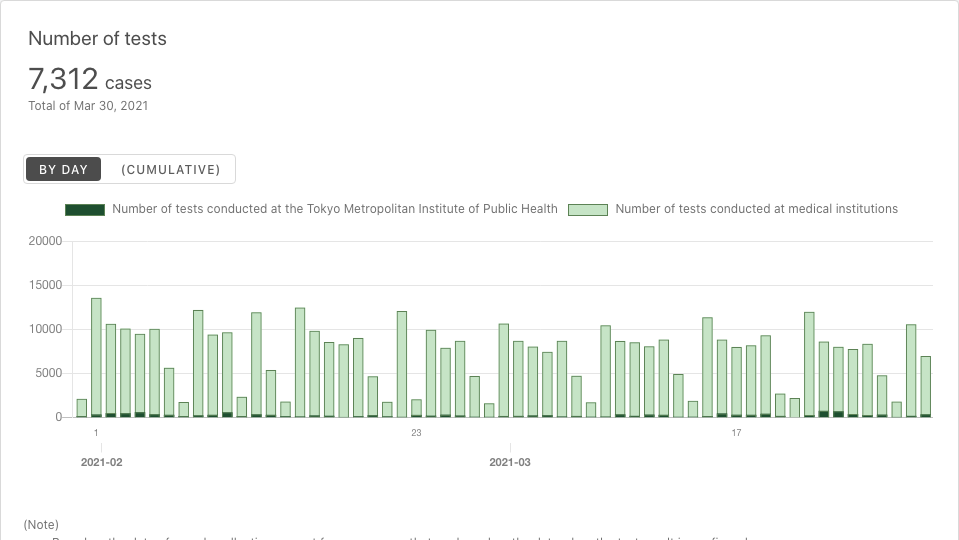 Number of tests
7,312 cases
Total of Mar 30, 2021
BY DAY (CUMULATIVE)
Number of tests conducted at the Tokyo Metropolitan Institute of Public Health Number of tests conducted at medical institutions
20000
15000
10000
5000
0
1 23 17
2021-02 2021-03
(Note)